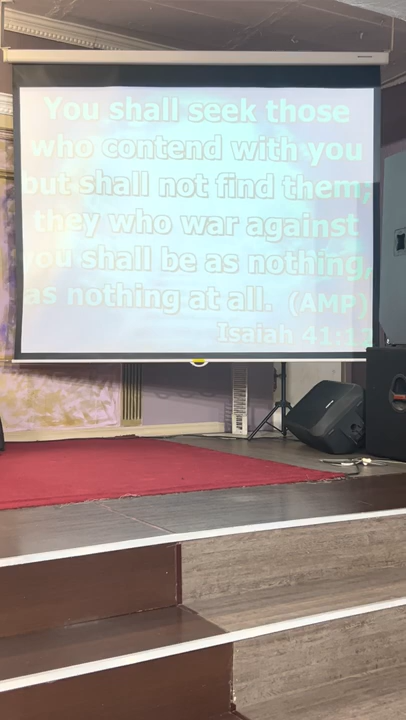 You shall seek those
who contend with you
but shall not find them;
they who war against
you shall be as nothing,
as nothing at all. (AMP)
Isaiah 41:12